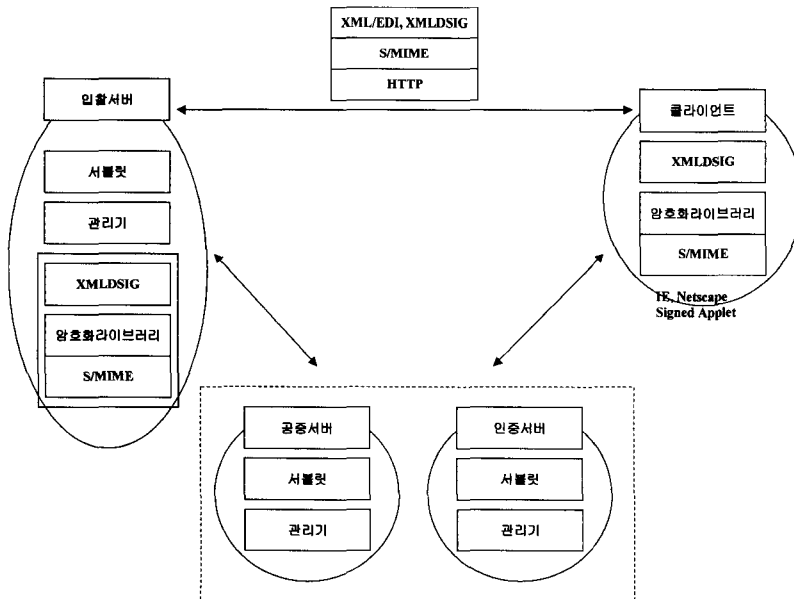 XML/EDI, XMLDSIG
S/MIME
HTTP
입찰서버
서블릿
관리기
XMLDSIG
암호화라이브러리
S/MIME
클라이언트
XMLDSIG
암호화라이브러리
S/MIME
IE, Netscape
Signed Applet
공중서버
서블릿
관리기
인증서버
서블릿
관리기